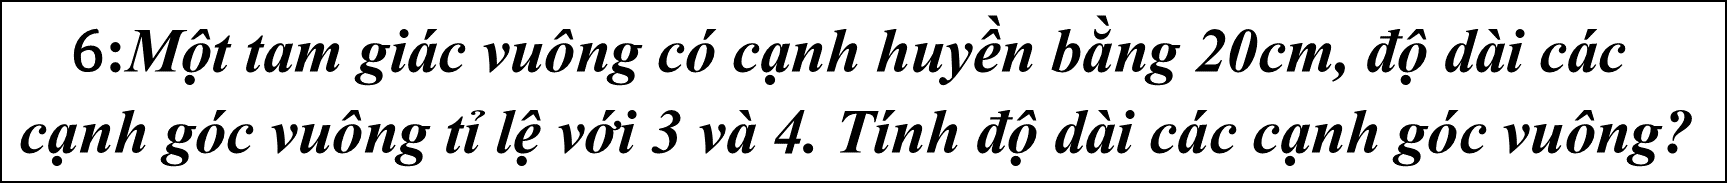 6:Một tam giác vuông có cạnh huyền bằng 20cm, độ dài các
cạnh góc vuông tỉ lệ với 3 và 4. Tính độ dài các cạnh góc vuông?